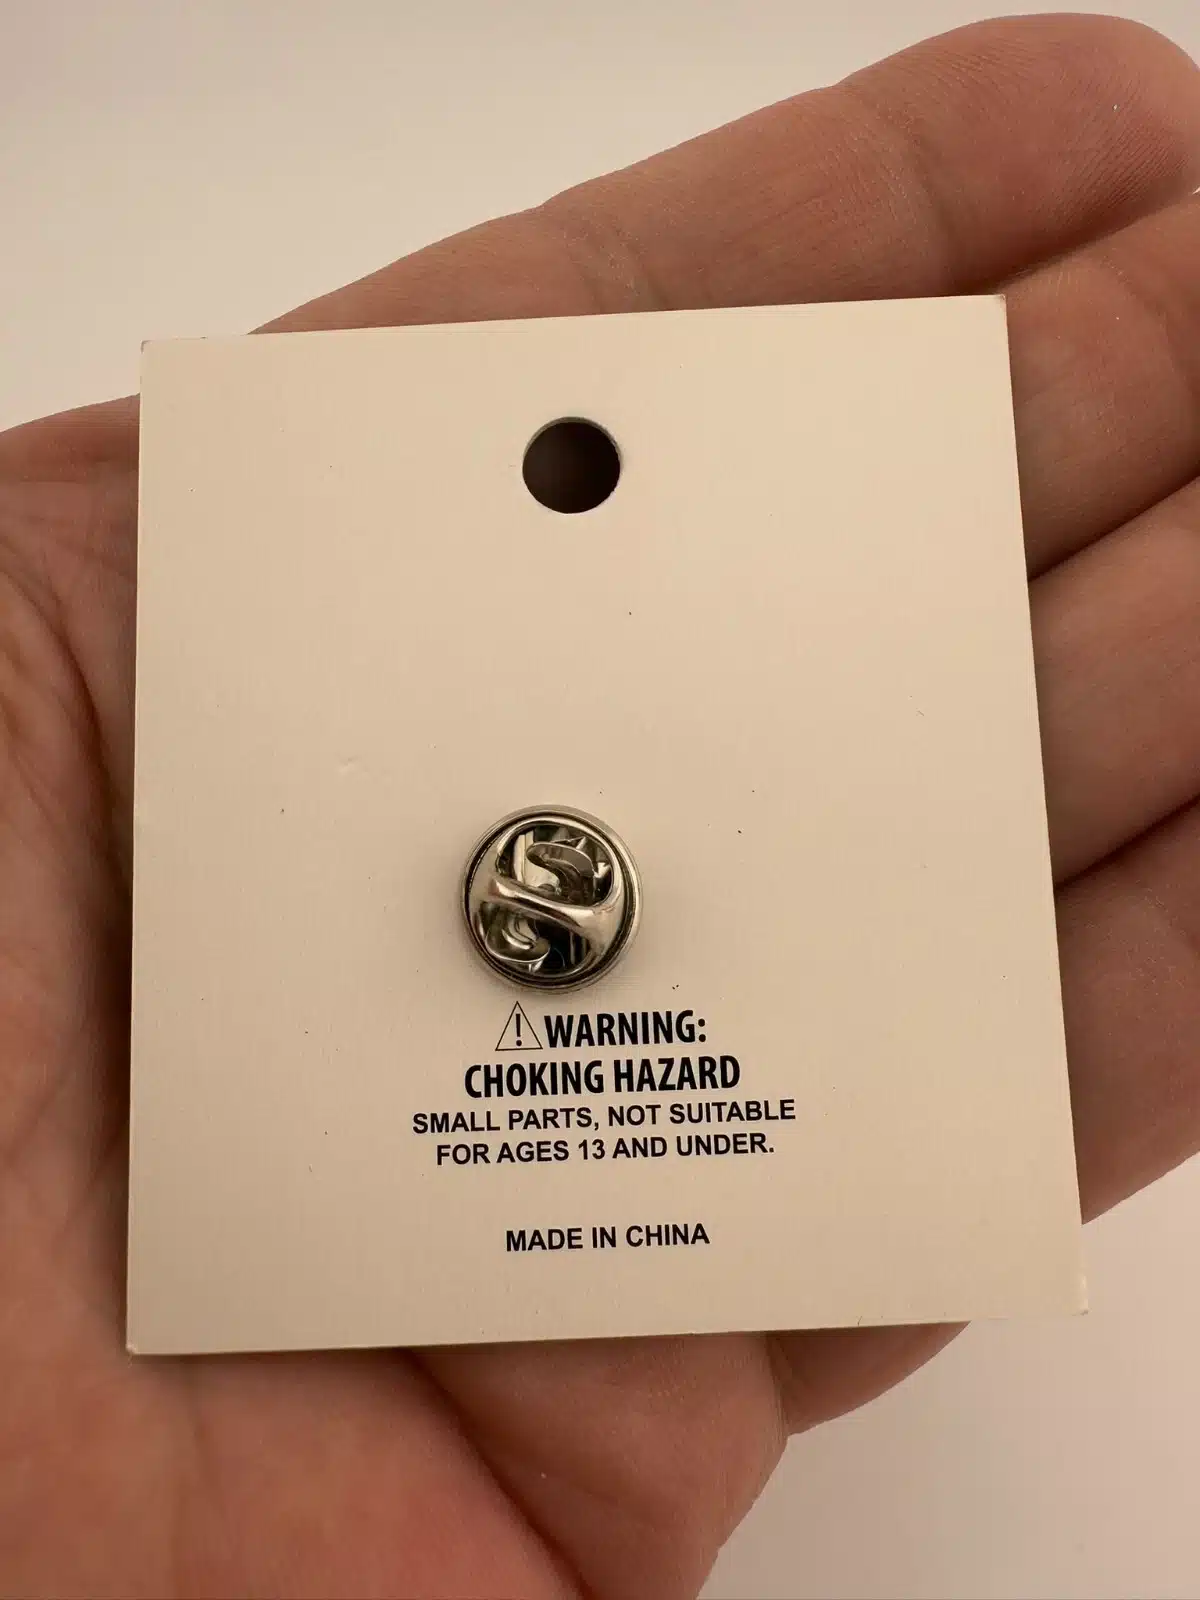 ⚠WARNING:
CHOKING HAZARD
SMALL PARTS, NOT SUITABLE
FOR AGES 13 AND UNDER.
MADE IN CHINA